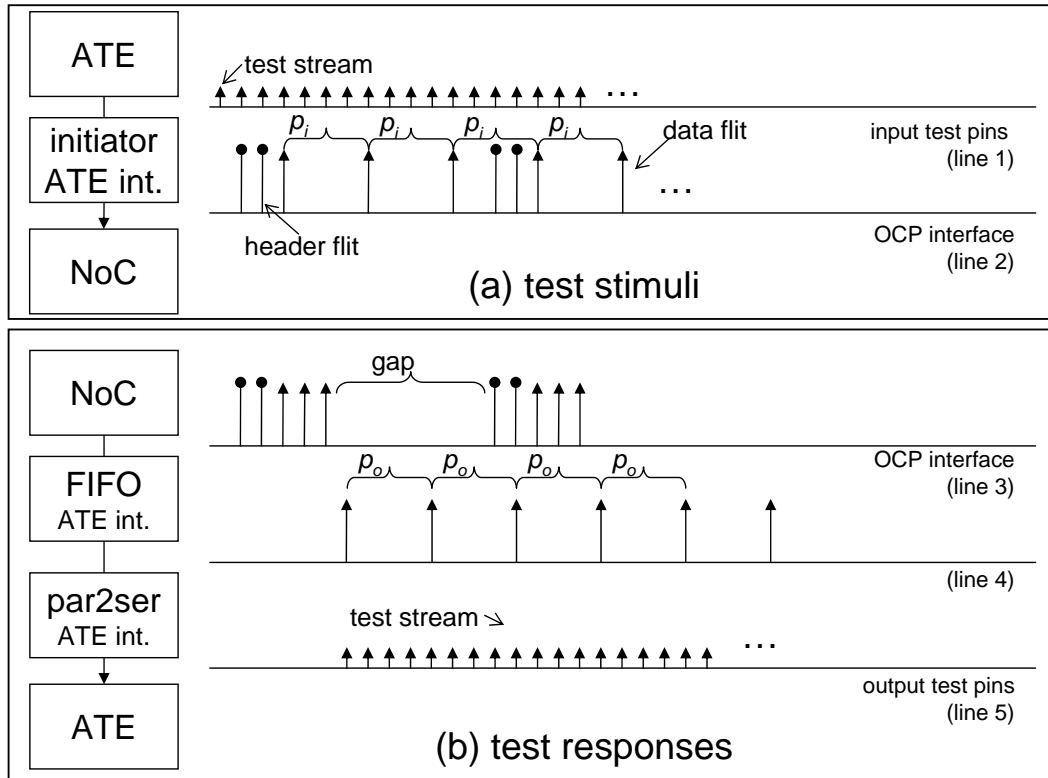 ATE
initiator
ATE int.
NoC
test stream
...
input test pins
(line 1)
p_i p_i p_i p_i
data flit
...
header flit
OCP interface
(line 2)
(a) test stimuli
NoC
FIFO
ATE int.
par2ser
ATE int.
ATE
gap
OCP interface
(line 3)
p_o p_o p_o p_o
(line 4)
test stream
...
output test pins
(line 5)
(b) test responses